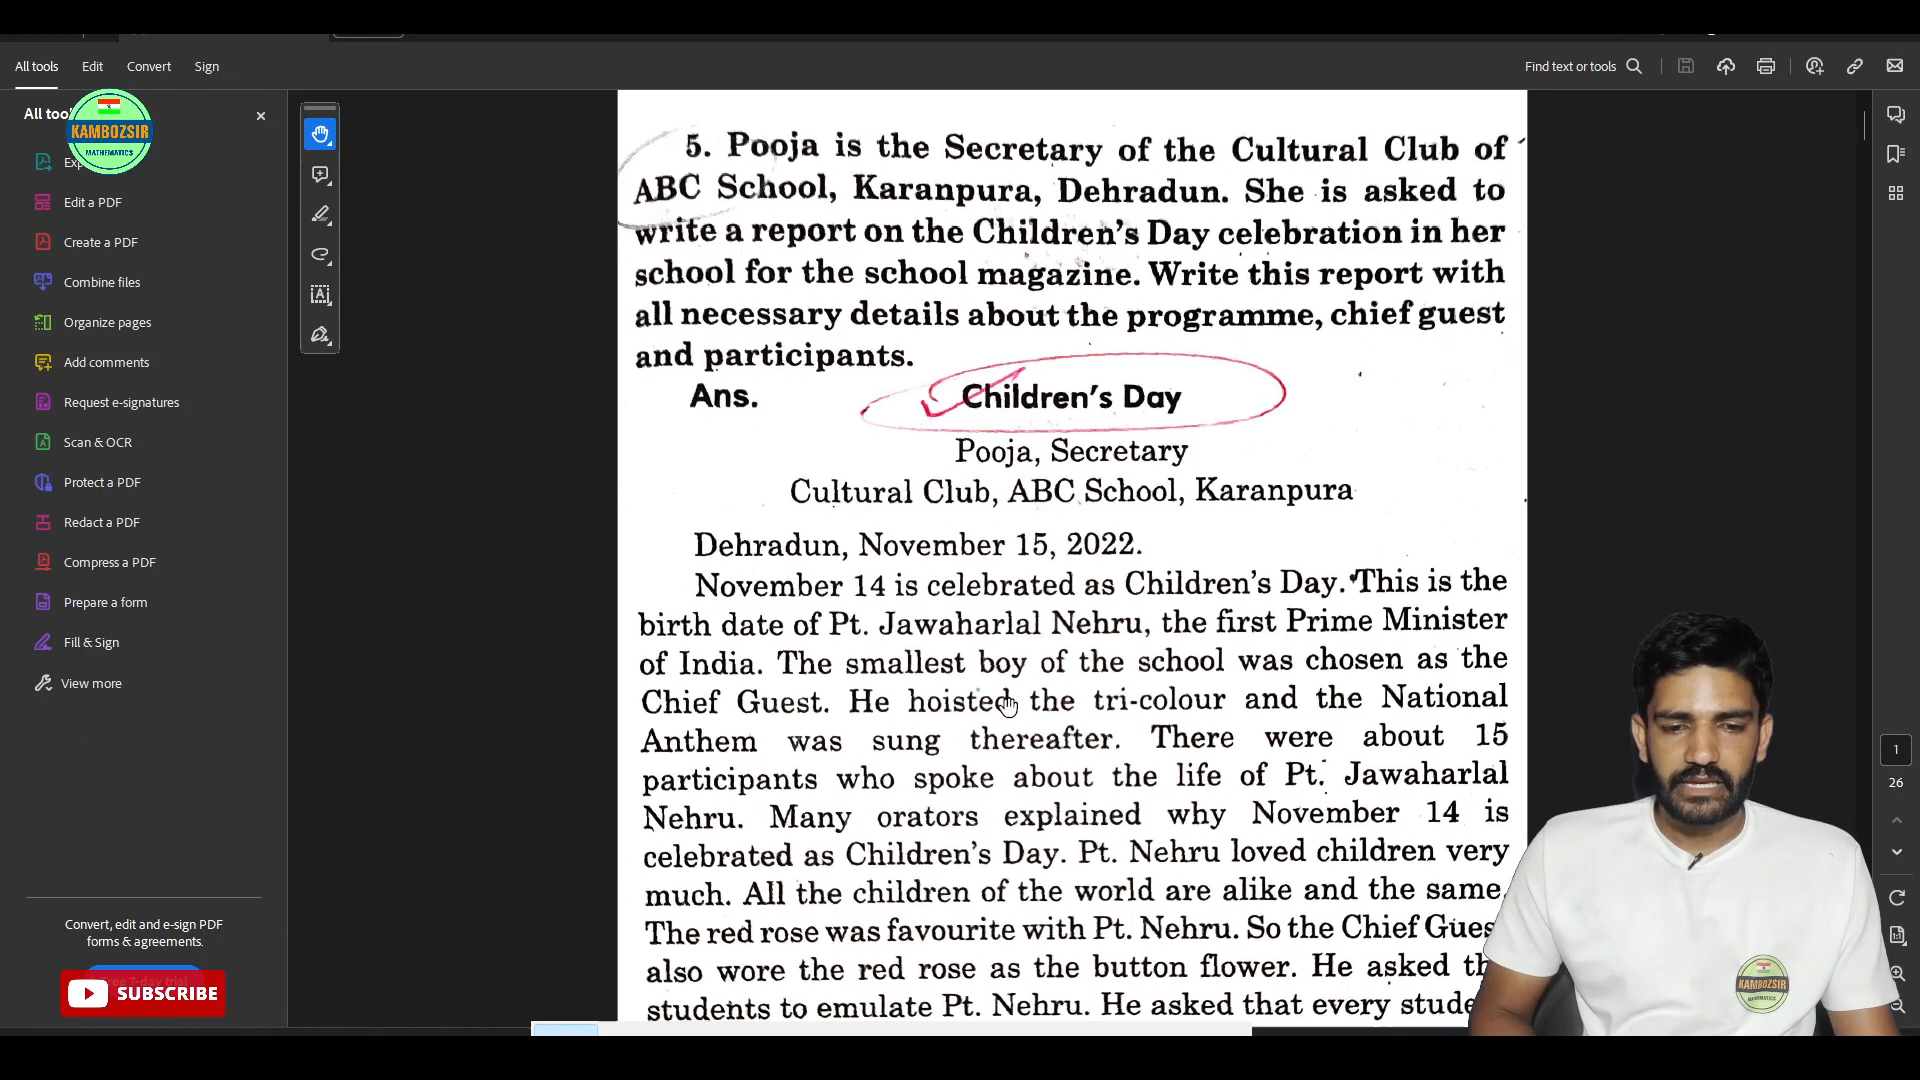 All tools
Edit
Convert
Sign
Find text or tools
All too
KAMBOZSIR
MATHEMATICS
Edit a PDF
Create a PDF
Combine files
Organize pages
Add comments
Request e-signatures
Scan & OCR
Protect a PDF
Redact a PDF
Compress a PDF
Prepare a form
Fill & Sign
View more
Convert, edit and e-sign PDF
forms & agreements.
SUBSCRIBE
5. Pooja is the Secretary of the Cultural Club of
ABC School, Karanpura, Dehradun. She is asked to
write a report on the Children's Day celebration in her
school for the school magazine. Write this report with
all necessary details about the programme, chief guest
and participants.
Ans. Children's Day
Pooja, Secretary
Cultural Club, ABC School, Karanpura
Dehradun, November 15, 2022.
November 14 is celebrated as Children's Day. This is the
birth date of Pt. Jawaharlal Nehru, the first Prime Minister
of India. The smallest boy of the school was chosen as the
Chief Guest. He hoisted the tri-colour and the National
Anthem was sung thereafter. There were about 15
participants who spoke about the life of Pt. Jawaharlal
Nehru. Many orators explained why November 14 is
celebrated as Children's Day. Pt. Nehru loved children very
much. All the children of the world are alike and the same.
The red rose was favourite with Pt. Nehru. So the Chief Gues
also wore the red rose as the button flower. He asked th
students to emulate Pt. Nehru. He asked that every stude
1
26
KAMBOZSIR
MATHEMATICS